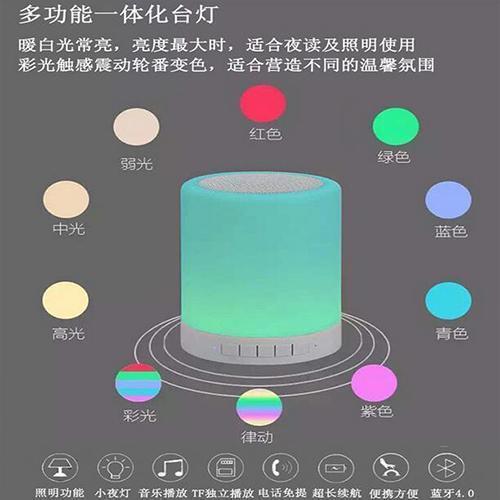 多功能一体化台灯
暖白光常亮，亮度最大时，适合夜读及照明使用
彩光触感震动轮番变色，适合营造不同的温馨氛围
红色
弱光
绿色
中光
蓝色
高光
青色
彩光
紫色
律动
照明功能 小夜灯 音乐播放 TF独立播放 电话免提 超长续航 便携方便 蓝牙4.0